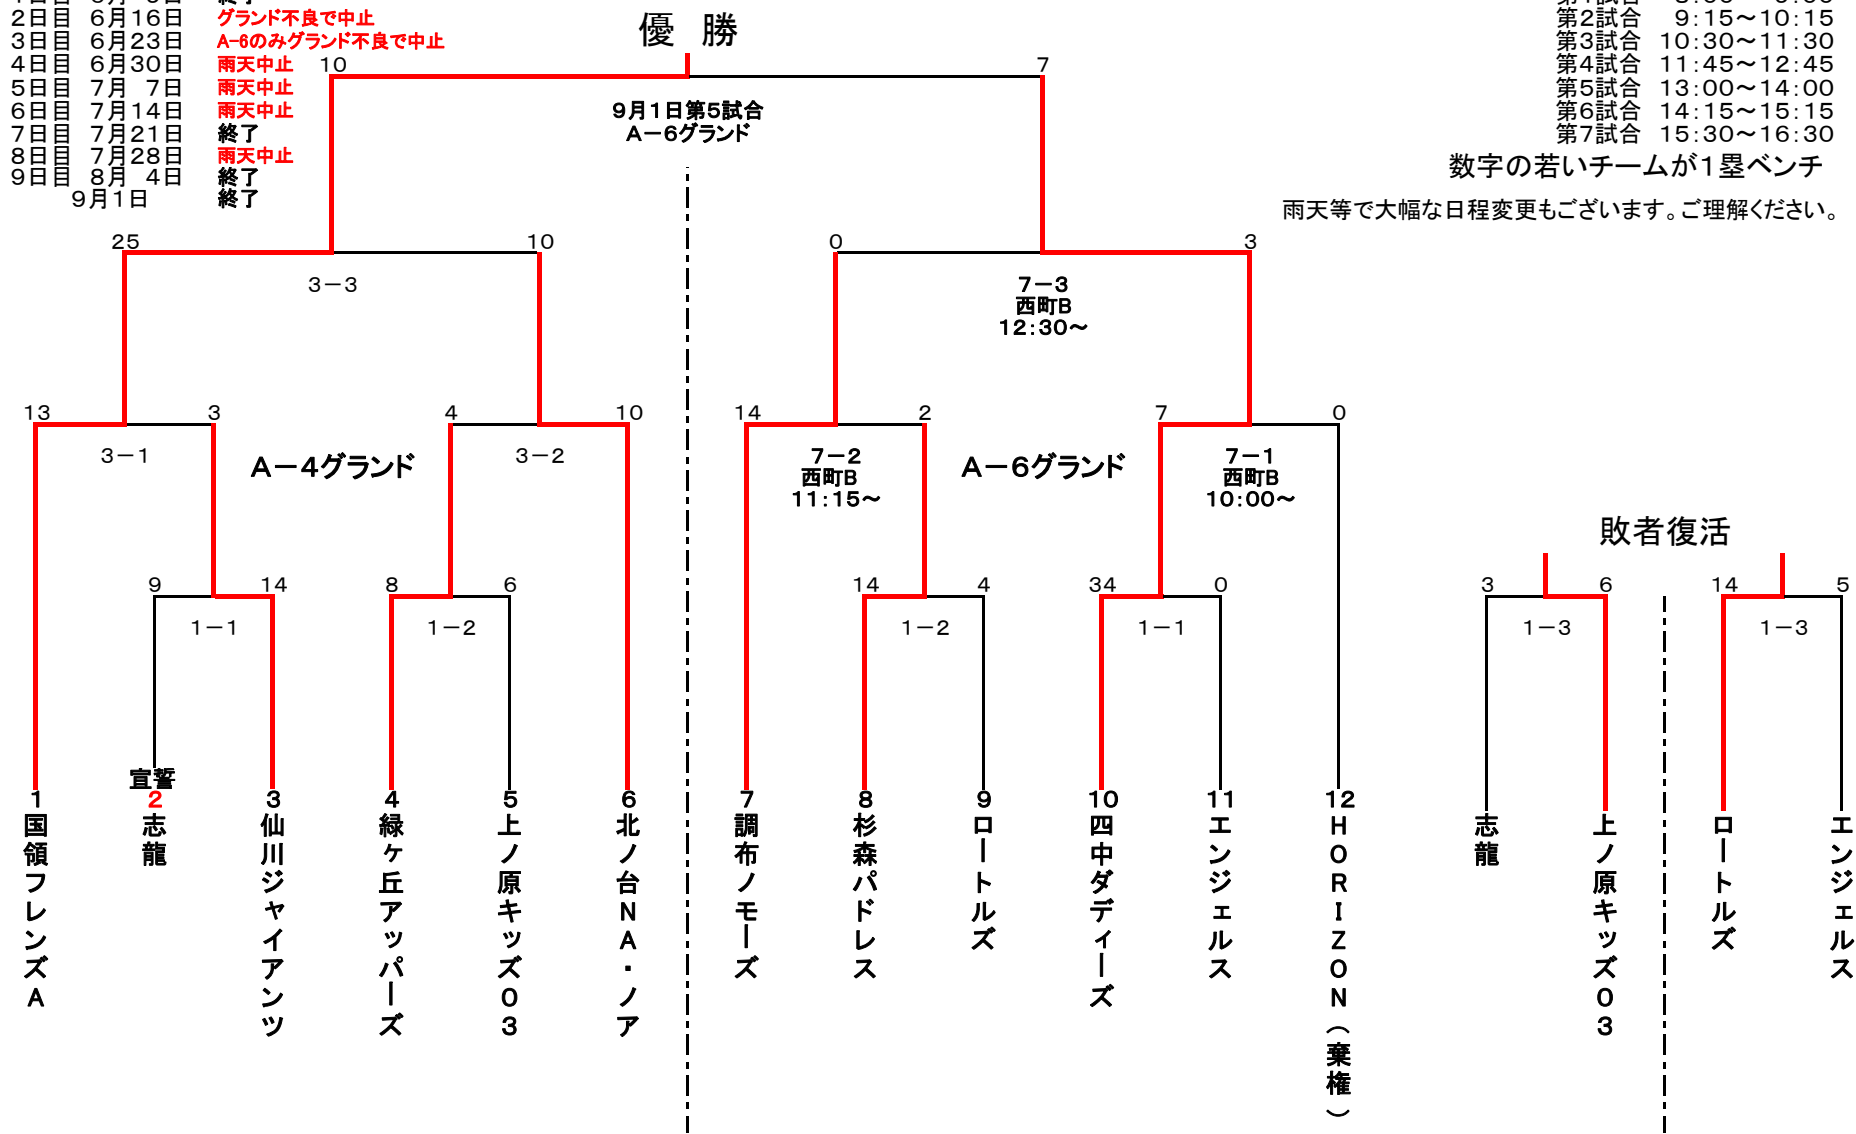 2日目 6月16日 グランド不良で中止
3日目 6月23日 A-6のみグランド不良で中止
4日目 6月30日 雨天中止
5日目 7月 7日 雨天中止
6日目 7月14日 雨天中止
7日目 7月21日 終了
8日目 7月28日 雨天中止
9日目 8月 4日 終了
9月1日 終了
優 勝
第2試合 9:15～10:15
第3試合 10:30～11:30
第4試合 11:45～12:45
第5試合 13:00～14:00
第6試合 14:15～15:15
第7試合 15:30～16:30
数字の若いチームが1塁ベンチ
雨天等で大幅な日程変更もございます。ご理解ください。
10 7
9月1日第5試合
A－6グランド
25 10 0 3
3－3
7－3
西町B
12:30～
13 3 4 10 14 2 7 0
3－1
A－4グランド
3－2
7－2
西町B
11:15～
A－6グランド
7－1
西町B
10:00～
敗者復活
9 14 8 6 14 4 34 0 3 6 14 5
1－1 1－2 1－2 1－1 1－3 1－3
宣誓
1 2 3 4 5 6 7 8 9 10 11 12
国領フレンズA
志龍
仙川ジャイアンツ
緑ヶ丘アッパーズ
上ノ原キッズ03
北ノ台NA・ノア
調布ノモーズ
杉森パドレス
ロートルズ
四中ダディーズ
エンジェルス
HORIZON(棄権)
志龍
上ノ原キッズ03
ロートルズ
エンジェルス